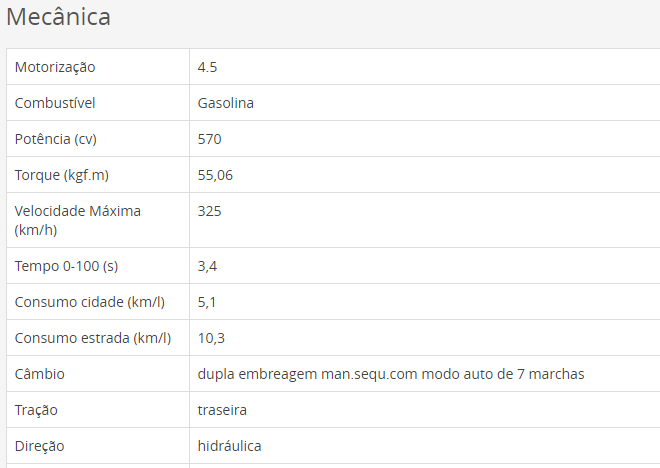 Mecânica
Motorização 4.5
Combustível Gasolina
Potência (cv) 570
Torque (kgf.m) 55,06
Velocidade Máxima 325
(km/h)
Tempo 0-100 (s) 3,4
Consumo cidade (km/l) 5,1
Consumo estrada (km/l) 10,3
Câmbio dupla embreagem man.sequ.com modo auto de 7 marchas
Tração traseira
Direção hidráulica